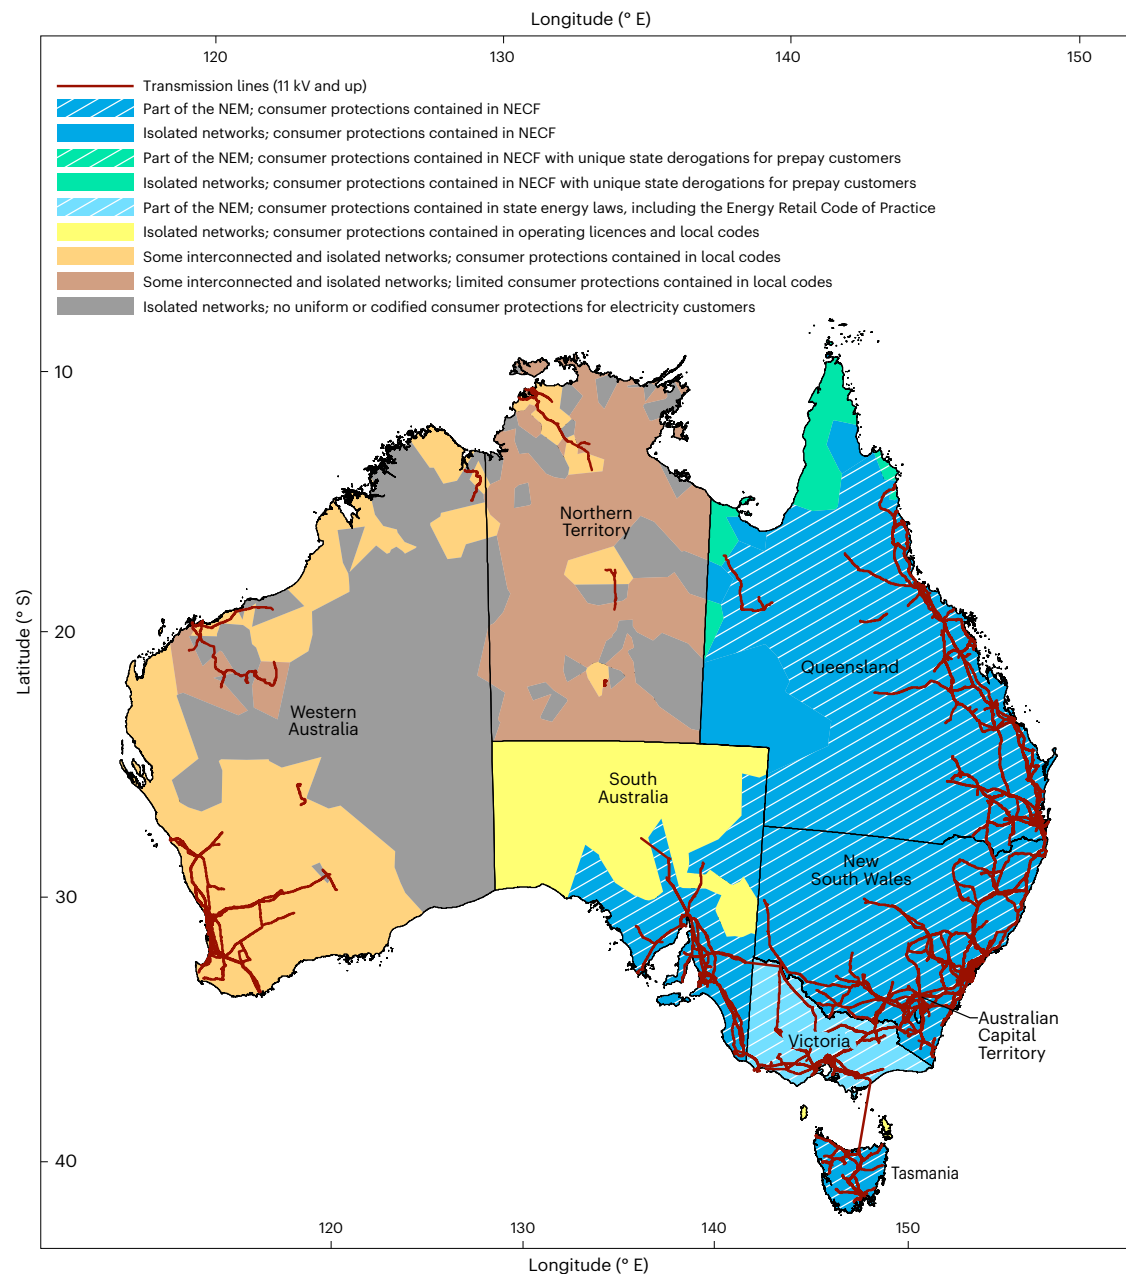 Longitude (° E)
120
130
140
150
Transmission lines (11 kV and up)
Part of the NEM; consumer protections contained in NECF
Isolated networks; consumer protections contained in NECF
Part of the NEM; consumer protections contained in NECF with unique state derogations for prepay customers
Isolated networks; consumer protections contained in NECF with unique state derogations for prepay customers
Part of the NEM; consumer protections contained in state energy laws, including the Energy Retail Code of Practice
Isolated networks; consumer protections contained in operating licences and local codes
Some interconnected and isolated networks; consumer protections contained in local codes
Some interconnected and isolated networks; limited consumer protections contained in local codes
Isolated networks; no uniform or codified consumer protections for electricity customers
10
Northern
Territory
Latitude (° S)
20
Queensland
Western
Australia
South
Australia
New
South Wales
30
Australian
Capital
Territory
Victoria
40
Tasmania
120
130
140
150
Longitude (° E)